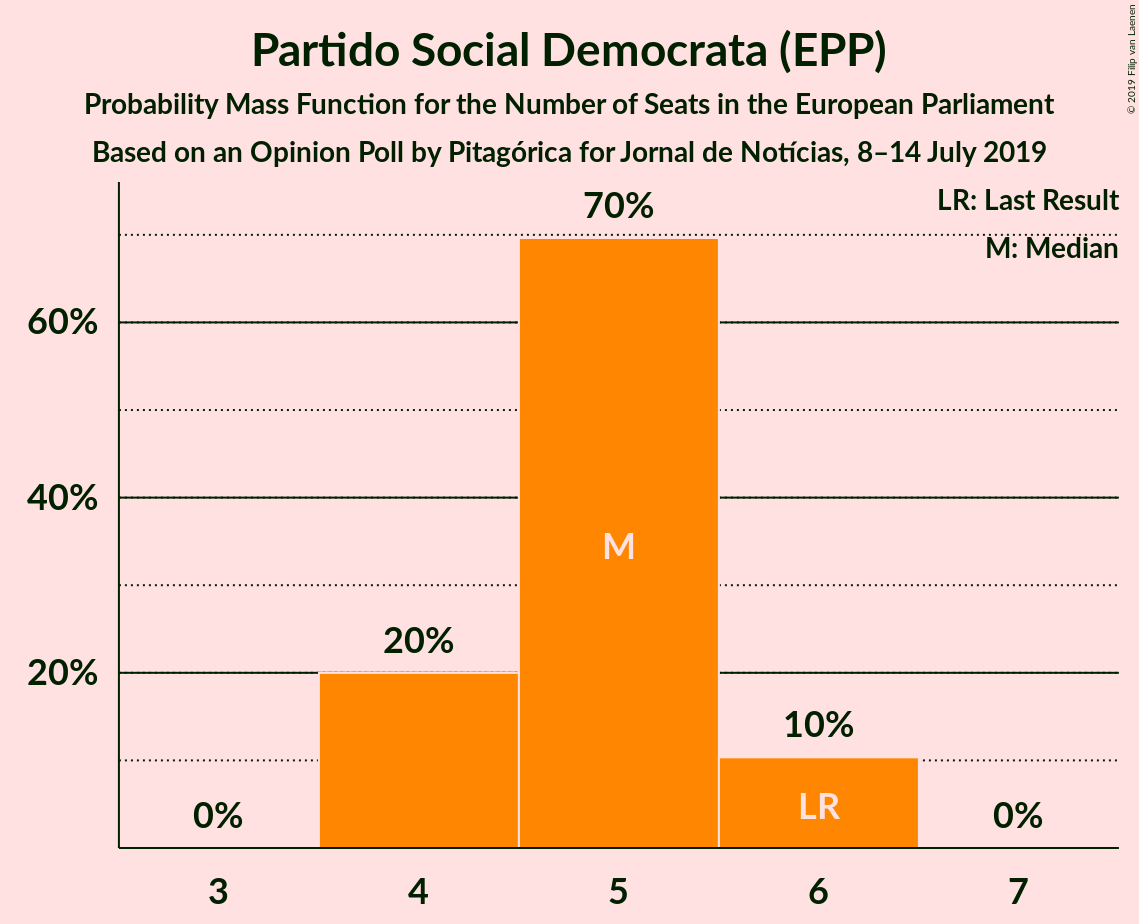 Partido Social Democrata (EPP)
Probability Mass Function for the Number of Seats in the European Parliament
Based on an Opinion Poll by Pitagórica for Jornal de Notícias, 8–14 July 2019
© 2019 Filip van Laenen
LR: Last Result
M: Median
70%
60%
40%
M
20%
20%
10%
LR
0%
0%
3 4 5 6 7